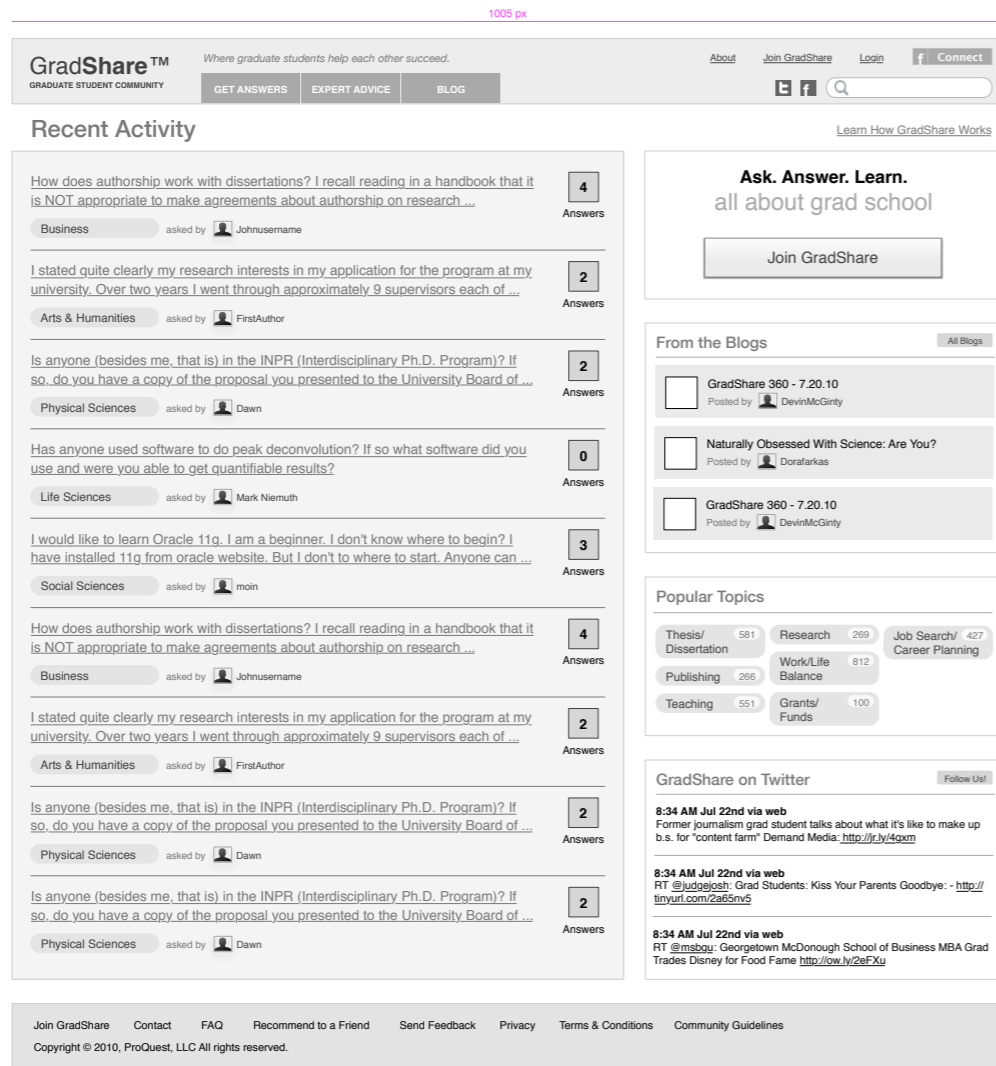 1005 px
GradShare™
GRADUATE STUDENT COMMUNITY
Where graduate students help each other succeed.
GET ANSWERS
EXPERT ADVICE
BLOG
About
Join GradShare
Login
f Connect
Recent Activity
Learn How GradShare Works
How does authorship work with dissertations? I recall reading in a handbook that it
is NOT appropriate to make agreements about authorship on research ...
4
Answers
Business
asked by Johnusername
I stated quite clearly my research interests in my application for the program at my
university. Over two years I went through approximately 9 supervisors each of ...
2
Answers
Arts & Humanities
asked by FirstAuthor
Is anyone (besides me, that is) in the INPR (Interdisciplinary Ph.D. Program)? If
so, do you have a copy of the proposal you presented to the University Board of ...
2
Answers
Physical Sciences
asked by Dawn
Has anyone used software to do peak deconvolution? If so what software did you
use and were you able to get quantifiable results?
0
Answers
Life Sciences
asked by Mark Niemuth
I would like to learn Oracle 11g. I am a beginner. I don't know where to begin? I
have installed 11g from oracle website. But I don't to where to start. Anyone can ...
3
Answers
Social Sciences
asked by moin
How does authorship work with dissertations? I recall reading in a handbook that it
is NOT appropriate to make agreements about authorship on research ...
4
Answers
Business
asked by Johnusername
I stated quite clearly my research interests in my application for the program at my
university. Over two years I went through approximately 9 supervisors each of ...
2
Answers
Arts & Humanities
asked by FirstAuthor
Is anyone (besides me, that is) in the INPR (Interdisciplinary Ph.D. Program)? If
so, do you have a copy of the proposal you presented to the University Board of ...
2
Answers
Physical Sciences
asked by Dawn
Is anyone (besides me, that is) in the INPR (Interdisciplinary Ph.D. Program)? If
so, do you have a copy of the proposal you presented to the University Board of ...
2
Answers
Physical Sciences
asked by Dawn
Ask. Answer. Learn.
all about grad school
Join GradShare
From the Blogs
All Blogs
GradShare 360 - 7.20.10
Posted by DevinMcGinty
Naturally Obsessed With Science: Are You?
Posted by Dorafarkas
GradShare 360 - 7.20.10
Posted by DevinMcGinty
Popular Topics
Thesis/ 581
Dissertation
Publishing 266
Teaching 551
Research 269
Work/Life 812
Balance
Grants/ 100
Funds
Job Search/ 427
Career Planning
GradShare on Twitter
Follow Us!
8:34 AM Jul 22nd via web
Former journalism grad student talks about what it's like to make up
b.s. for "content farm" Demand Media: http://jr.ly/4gxm
8:34 AM Jul 22nd via web
RT @judgejosh: Grad Students: Kiss Your Parents Goodbye: - http://
tinyurl.com/2a65nv5
8:34 AM Jul 22nd via web
RT @msbgu: Georgetown McDonough School of Business MBA Grad
Trades Disney for Food Fame http://ow.ly/2eFXu
Join GradShare
Contact
FAQ
Recommend to a Friend
Send Feedback
Privacy
Terms & Conditions
Community Guidelines
Copyright © 2010, ProQuest, LLC All rights reserved.